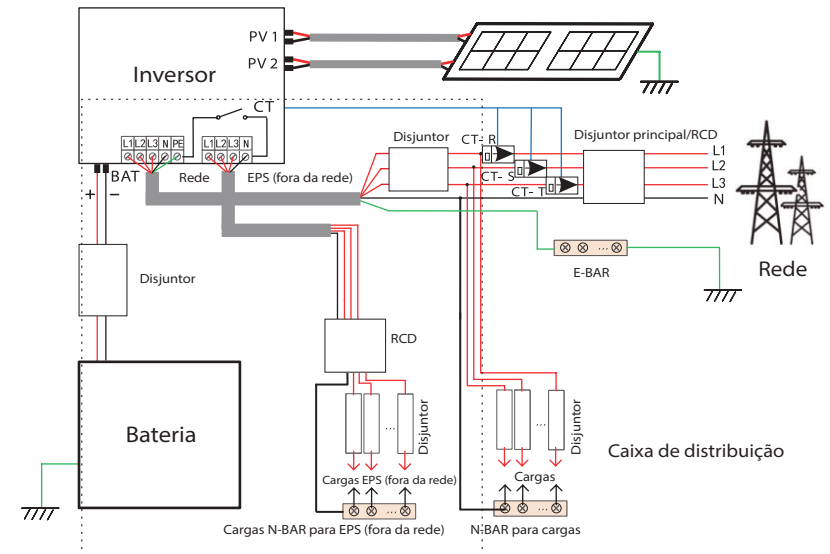 PV 1
PV 2
Inversor
CT
L1 L2 L3 N PE
L1 L2 L3 N
+ BAT −
Rede
EPS (fora da rede)
Disjuntor
CT- R
CT- S
CT- T
Disjuntor principal/RCD
L1
L2
L3
N
Rede
E-BAR
Disjuntor
RCD
Bateria
Disjuntor
Disjuntor
Caixa de distribuição
Cargas EPS (fora da rede)
Cargas
Cargas N-BAR para EPS (fora da rede)
N-BAR para cargas